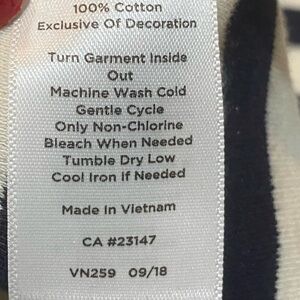 100% Cotton
Exclusive Of Decoration
Turn Garment Inside
Out
Machine Wash Cold
Gentle Cycle
Only Non-Chlorine
Bleach When Needed
Tumble Dry Low
Cool Iron If Needed
Made In Vietnam
CA #23147
VN259 09/18